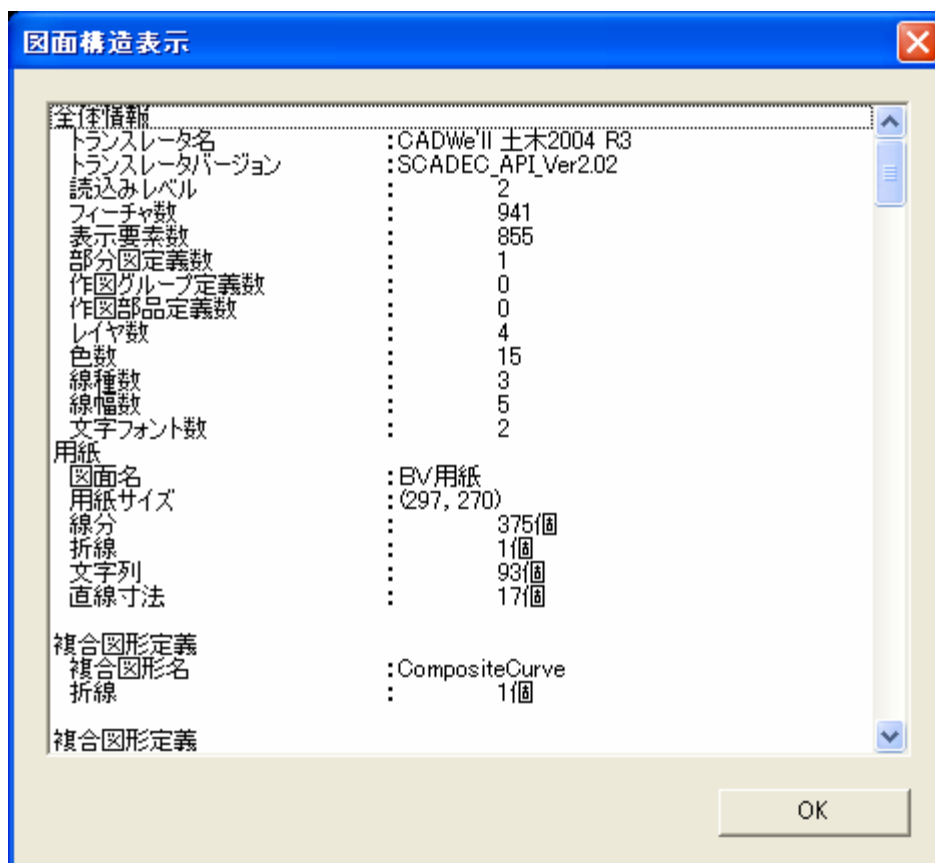 図面構造表示
全体情報
トランスレータ名 :CADWe'll 土木2004 R3
トランスレータバージョン :SCADEC_API_Ver2.02
読込みレベル : 2
フィーチャ数 : 941
表示要素数 : 855
部分図定義数 : 1
作図グループ定義数 : 0
作図部品定義数 : 0
レイヤ数 : 4
色数 : 15
線種数 : 3
線幅数 : 5
文字フォント数 : 2
用紙
図面名 :BV用紙
用紙サイズ :(297, 270)
線分 : 375個
折線 : 1個
文字列 : 93個
直線寸法 : 17個
複合図形定義
複合図形名 :CompositeCurve
折線 : 1個
複合図形定義
OK